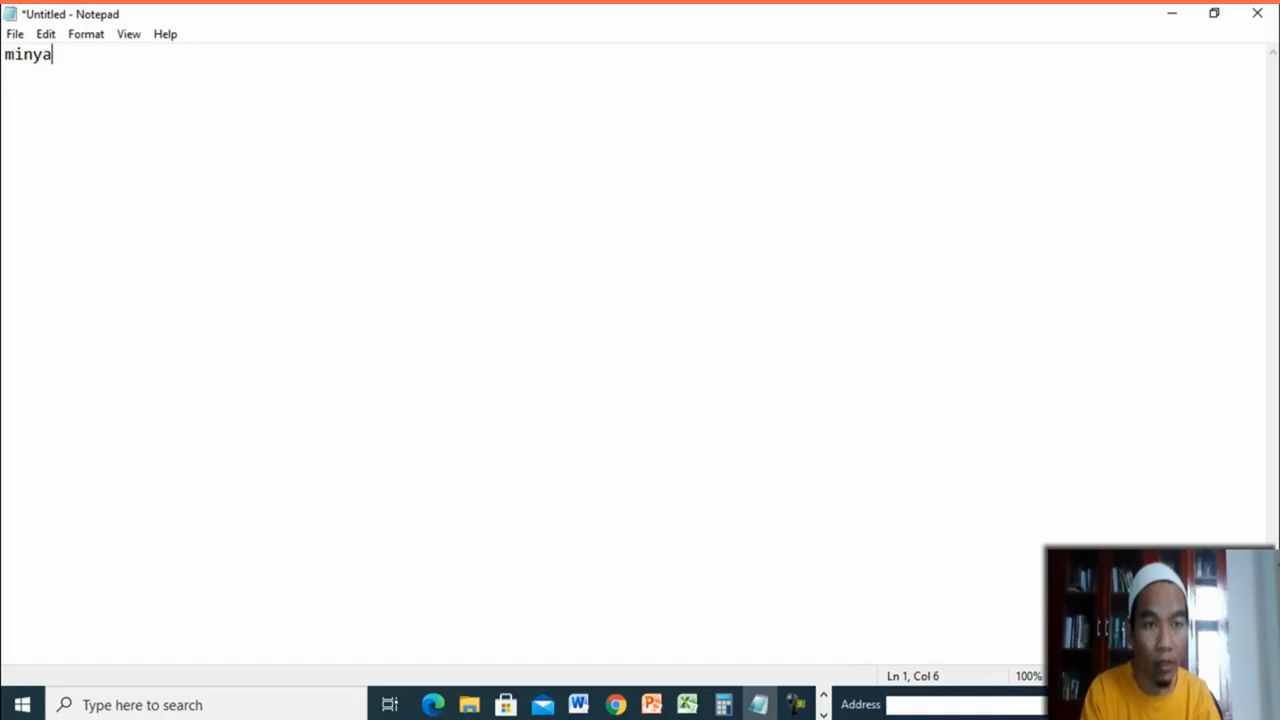 *Untitled - Notepad
File Edit Format View Help
minya
Ln 1, Col 6 100%
Type here to search
Address